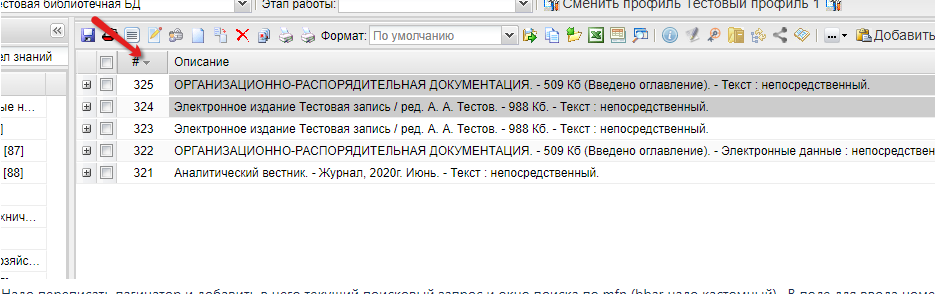 стовая библиотечная БД Этап работы: Сменить профиль Тестовый профиль 1
Формат: По умолчанию ... Добавить
ел знаний # Описание
325 ОРГАНИЗАЦИОННО-РАСПОРЯДИТЕЛЬНАЯ ДОКУМЕНТАЦИЯ. - 509 Кб (Введено оглавление). - Текст : непосредственный.
ые н... 324 Электронное издание Тестовая запись / ред. А. А. Тестов. - 988 Кб. - Текст : непосредственный.
] 323 Электронное издание Тестовая запись / ред. А. А. Тестов. - 988 Кб. - Текст : непосредственный.
[87] 322 ОРГАНИЗАЦИОННО-РАСПОРЯДИТЕЛЬНАЯ ДОКУМЕНТАЦИЯ. - 509 Кб (Введено оглавление). - Электронные данные : непосредствен
[88] 321 Аналитический вестник. - Журнал, 2020г. Июнь. - Текст : непосредственный.
хнич...
озяйс...